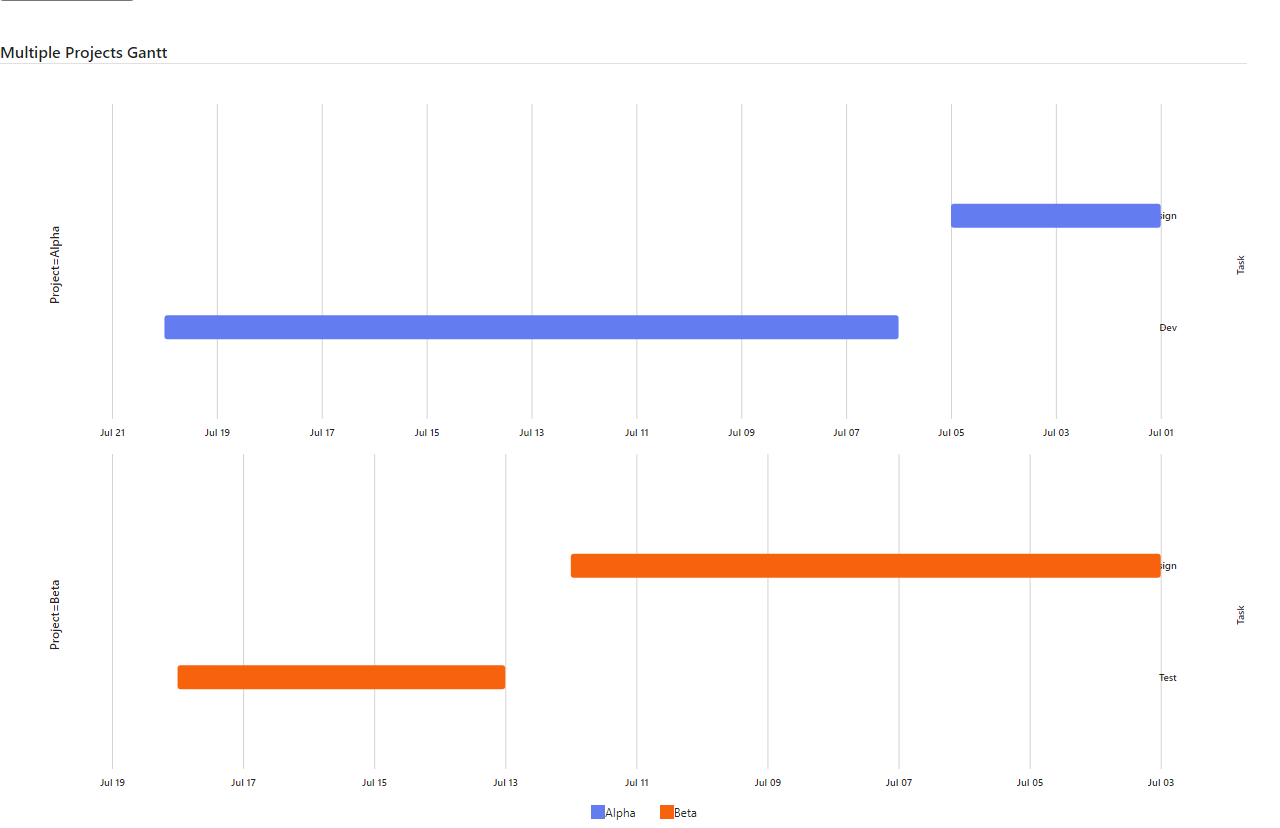 Multiple Projects Gantt
Project=Alpha
sign
Task
Dev
Jul 21 Jul 19 Jul 17 Jul 15 Jul 13 Jul 11 Jul 09 Jul 07 Jul 05 Jul 03 Jul 01
Project=Beta
sign
Task
Test
Jul 19 Jul 17 Jul 15 Jul 13 Jul 11 Jul 09 Jul 07 Jul 05 Jul 03
Alpha Beta